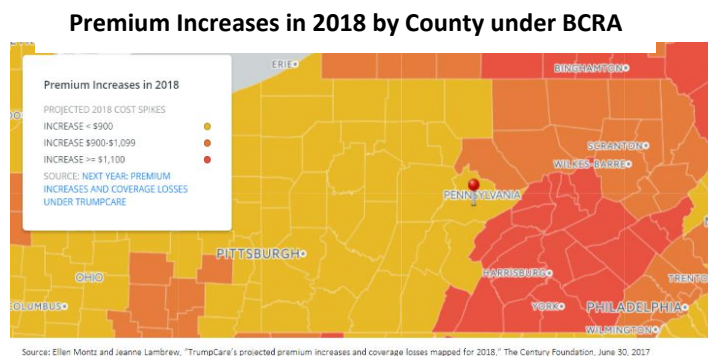 Premium Increases in 2018 by County under BCRA
ERIE
BINGHAMTON
Premium Increases in 2018
PROJECTED 2018 COST SPIKES
INCREASE < $900
INCREASE $900-$1,099
INCREASE >= $1,100
SOURCE: NEXT YEAR: PREMIUM
INCREASES AND COVERAGE LOSSES
UNDER TRUMPCARE
SCRANTON
WILKES-BARRE
PENNSYLVANIA
PITTSBURGH
HARRISBURG
OHIO
TRENTO
COLUMBUS
YORK
PHILADELPHIA
WILMINGTON
Source: Ellen Montz and Jeanne Lambrew, "TrumpCare's projected premium increases and coverage losses mapped for 2018," The Century Foundation, June 30, 2017